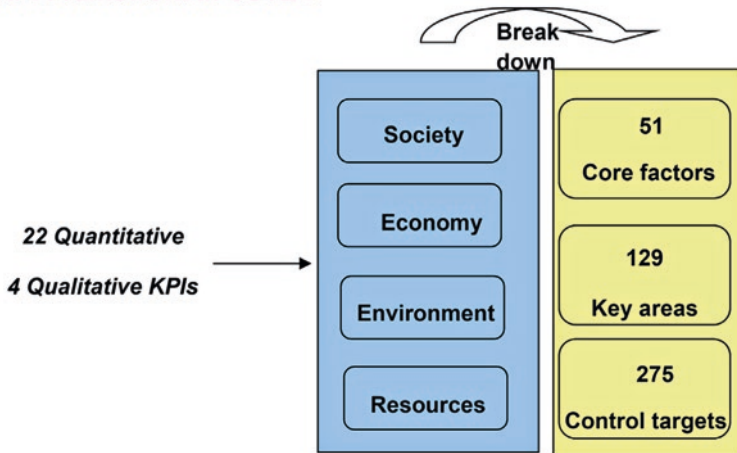 Break
down
Society
Economy
Environment
Resources
51
Core factors
129
Key areas
275
Control targets
22 Quantitative
4 Qualitative KPIs